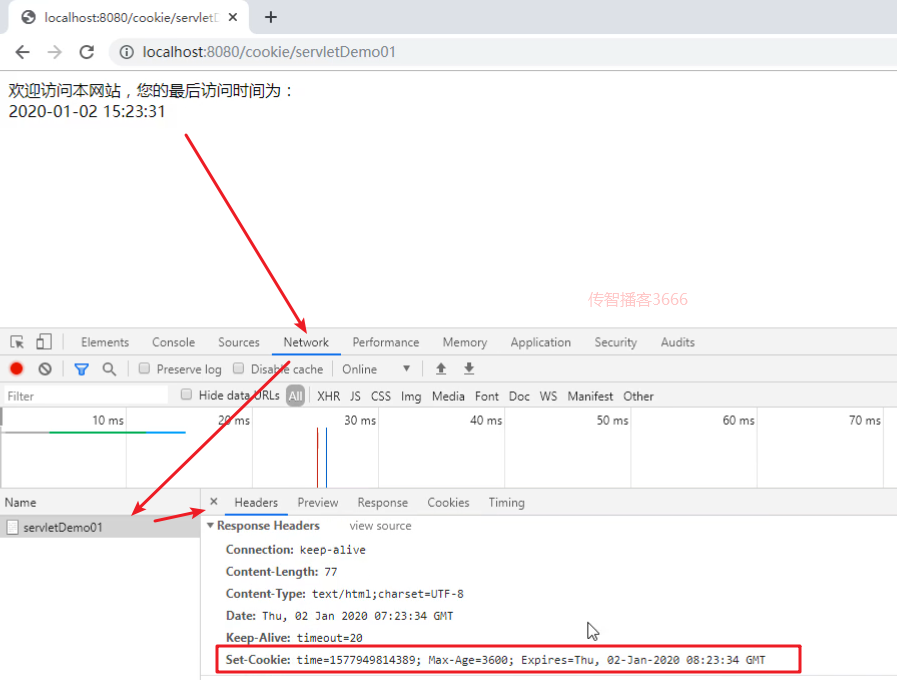 localhost:8080/cookie/servletD
localhost:8080/cookie/servletDemo01
欢迎访问本网站，您的最后访问时间为：
2020-01-02 15:23:31
传智播客3666
Elements Console Sources Network Performance Memory Application Security Audits
Preserve log Disable cache Online
Filter Hide data URLs All XHR JS CSS Img Media Font Doc WS Manifest Other
10 ms 20 ms 30 ms 40 ms 50 ms 60 ms 70 ms
Name × Headers Preview Response Cookies Timing
servletDemo01
Response Headers view source
Connection: keep-alive
Content-Length: 77
Content-Type: text/html;charset=UTF-8
Date: Thu, 02 Jan 2020 07:23:34 GMT
Keep-Alive: timeout=20
Set-Cookie: time=1577949814389; Max-Age=3600; Expires=Thu, 02-Jan-2020 08:23:34 GMT